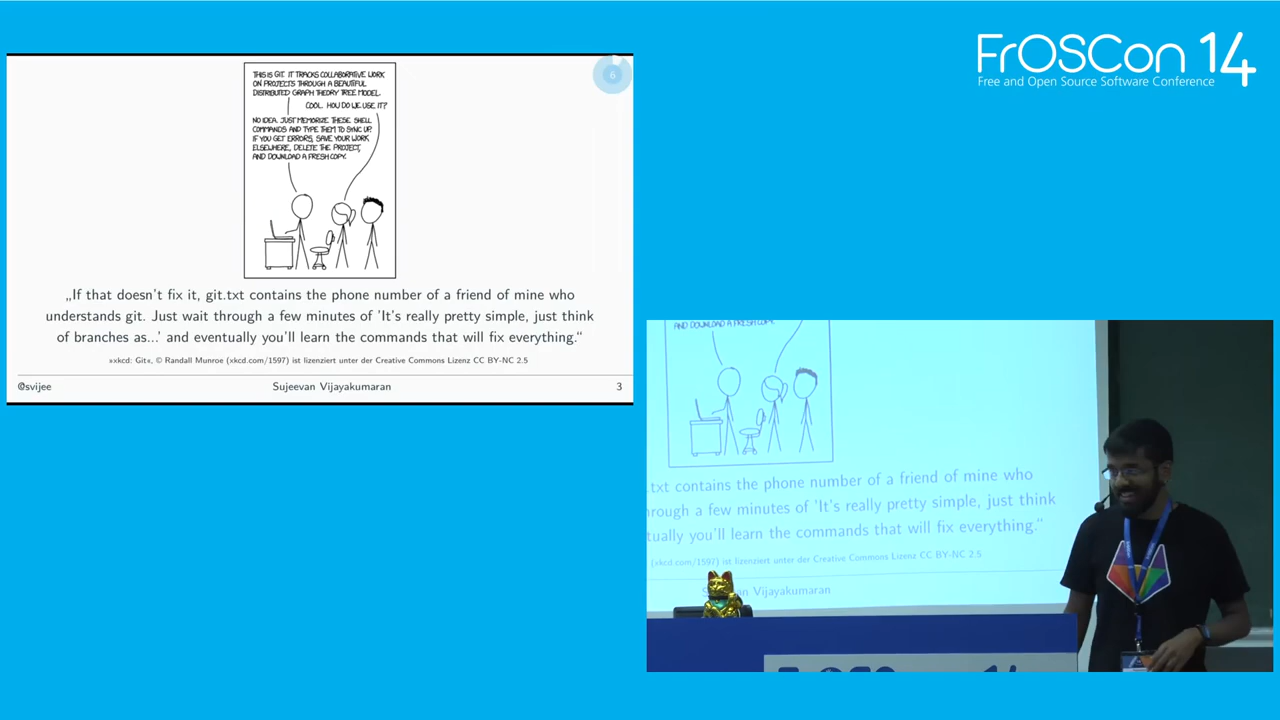 FrOSCon 14
Free and Open Source Software Conference
6
THIS IS GIT. IT TRACKS COLLABORATIVE WORK
ON PROJECTS THROUGH A BEAUTIFUL
DISTRIBUTED GRAPH THEORY TREE MODEL.
COOL. HOW DO WE USE IT?
NO IDEA. JUST MEMORIZE THESE SHELL
COMMANDS AND TYPE THEM TO SYNC UP.
IF YOU GET ERRORS, SAVE YOUR WORK
ELSEWHERE, DELETE THE PROJECT,
AND DOWNLOAD A FRESH COPY.
„If that doesn't fix it, git.txt contains the phone number of a friend of mine who
understands git. Just wait through a few minutes of 'It's really pretty simple, just think
of branches as...' and eventually you'll learn the commands that will fix everything.“
»xkcd: Git«, © Randall Munroe (xkcd.com/1597) ist lizenziert unter der Creative Commons Lizenz CC BY-NC 2.5
@svijee
Sujeevan Vijayakumaran
3
AND DOWNLOAD A FRESH COPY.
.txt contains the phone number of a friend of mine who
hrough a few minutes of 'It's really pretty simple, just think
tually you'll learn the commands that will fix everything.“
(xkcd.com/1597) ist lizenziert unter der Creative Commons Lizenz CC BY-NC 2.5
an Vijayakumaran
FrOSCon 14